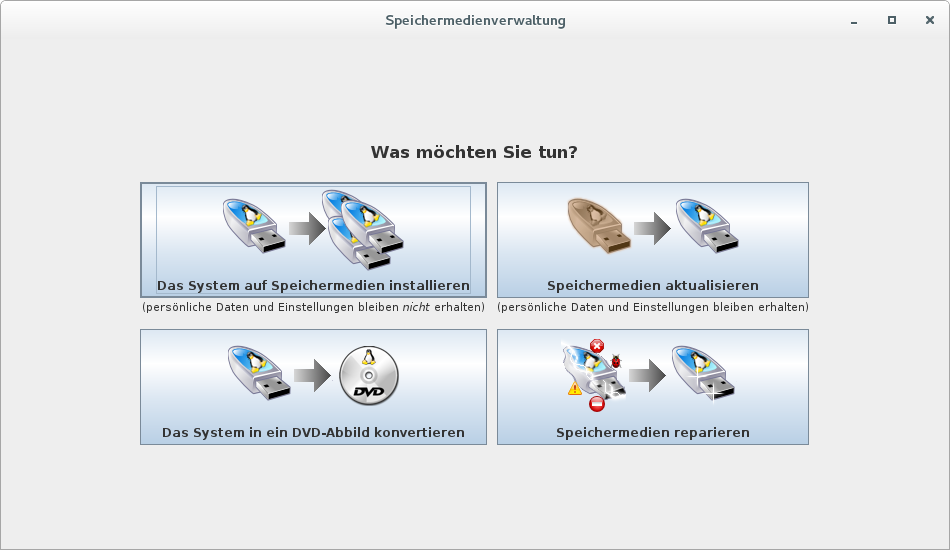 Speichermedienverwaltung
Was möchten Sie tun?
Das System auf Speichermedien installieren
(persönliche Daten und Einstellungen bleiben nicht erhalten)
Speichermedien aktualisieren
(persönliche Daten und Einstellungen bleiben erhalten)
DVD
Das System in ein DVD-Abbild konvertieren
Speichermedien reparieren